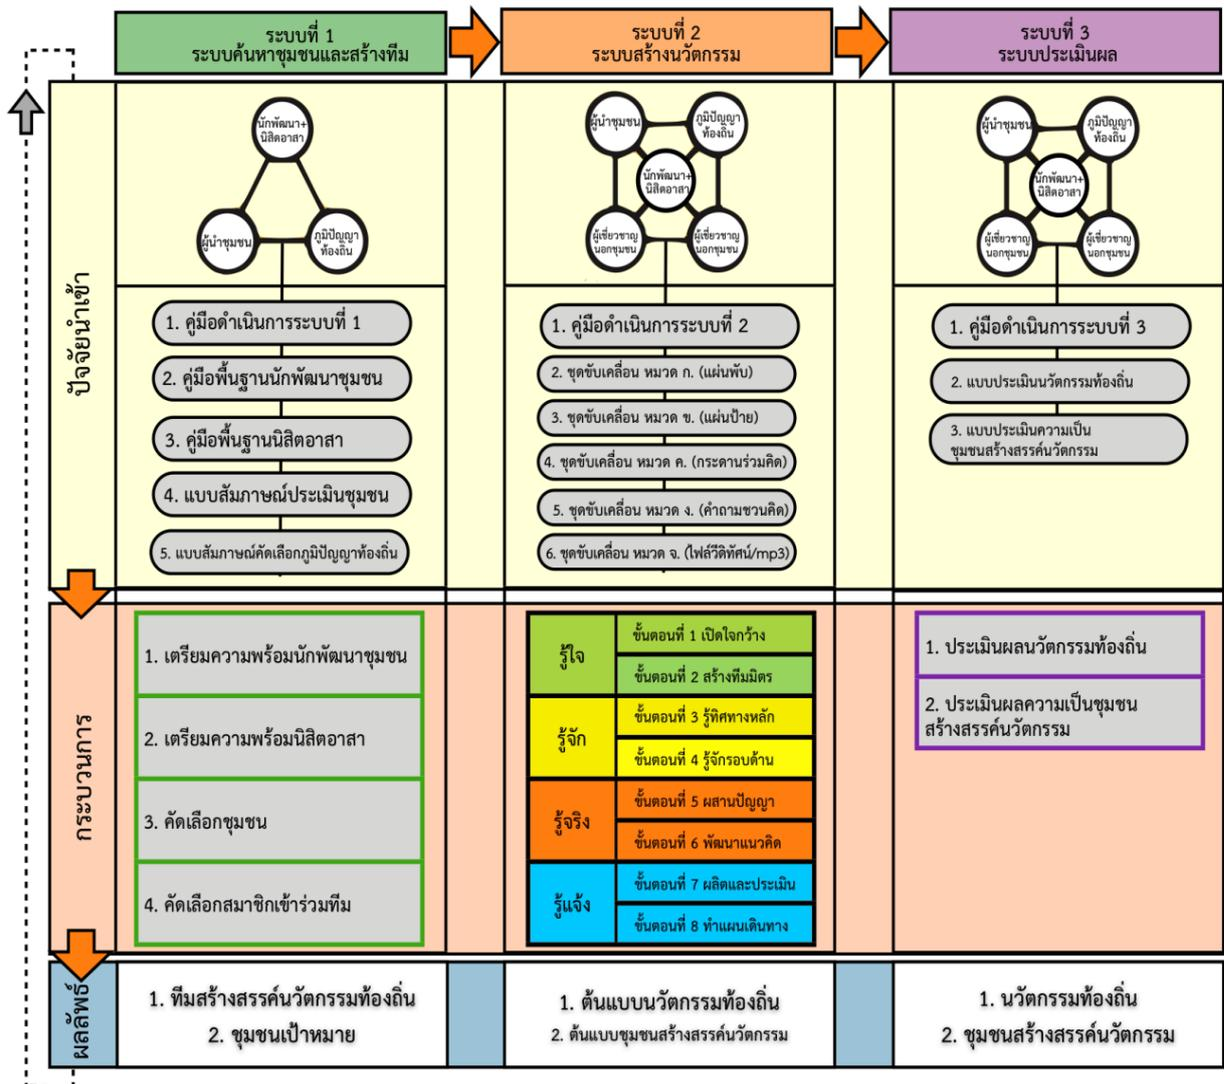 ระบบที่ 1
ระบบค้นหาชุมชนและสร้างทีม
ระบบที่ 2
ระบบสร้างนวัตกรรม
ระบบที่ 3
ระบบประเมินผล
ปัจจัยนำเข้า
นักพัฒนา+
นิสิตอาสา
ผู้นำชุมชน
ภูมิปัญญา
ท้องถิ่น
1. คู่มือดำเนินการระบบที่ 1
2. คู่มือพื้นฐานนักพัฒนาชุมชน
3. คู่มือพื้นฐานนิสิตอาสา
4. แบบสัมภาษณ์ประเมินชุมชน
5. แบบสัมภาษณ์คัดเลือกภูมิปัญญาท้องถิ่น
ผู้นำชุมชน
ภูมิปัญญา
ท้องถิ่น
นักพัฒนา+
นิสิตอาสา
ผู้เชี่ยวชาญ
นอกชุมชน
ผู้เชี่ยวชาญ
นอกชุมชน
1. คู่มือดำเนินการระบบที่ 2
2. ชุดขับเคลื่อน หมวด ก. (แผ่นพับ)
3. ชุดขับเคลื่อน หมวด ข. (แผ่นป้าย)
4. ชุดขับเคลื่อน หมวด ค. (กระดานร่วมคิด)
5. ชุดขับเคลื่อน หมวด ง. (คำถามชวนคิด)
6. ชุดขับเคลื่อน หมวด จ. (ไฟล์วีดิทัศน์/mp3)
ผู้นำชุมชน
ภูมิปัญญา
ท้องถิ่น
นักพัฒนา+
นิสิตอาสา
ผู้เชี่ยวชาญ
นอกชุมชน
ผู้เชี่ยวชาญ
นอกชุมชน
1. คู่มือดำเนินการระบบที่ 3
2. แบบประเมินนวัตกรรมท้องถิ่น
3. แบบประเมินความเป็น
ชุมชนสร้างสรรค์นวัตกรรม
กระบวนการ
1. เตรียมความพร้อมนักพัฒนาชุมชน
2. เตรียมความพร้อมนิสิตอาสา
3. คัดเลือกชุมชน
4. คัดเลือกสมาชิกเข้าร่วมทีม
รู้ใจ
ขั้นตอนที่ 1 เปิดใจกว้าง
ขั้นตอนที่ 2 สร้างทีมมิตร
รู้จัก
ขั้นตอนที่ 3 รู้ทิศทางหลัก
ขั้นตอนที่ 4 รู้จักรอบด้าน
รู้จริง
ขั้นตอนที่ 5 ผสานปัญญา
ขั้นตอนที่ 6 พัฒนาแนวคิด
รู้แจ้ง
ขั้นตอนที่ 7 ผลิตและประเมิน
ขั้นตอนที่ 8 ทำแผนเดินทาง
1. ประเมินผลนวัตกรรมท้องถิ่น
2. ประเมินผลความเป็นชุมชน
สร้างสรรค์นวัตกรรม
ผลลัพธ์
1. ทีมสร้างสรรค์นวัตกรรมท้องถิ่น
2. ชุมชนเป้าหมาย
1. ต้นแบบนวัตกรรมท้องถิ่น
2. ต้นแบบชุมชนสร้างสรรค์นวัตกรรม
1. นวัตกรรมท้องถิ่น
2. ชุมชนสร้างสรรค์นวัตกรรม